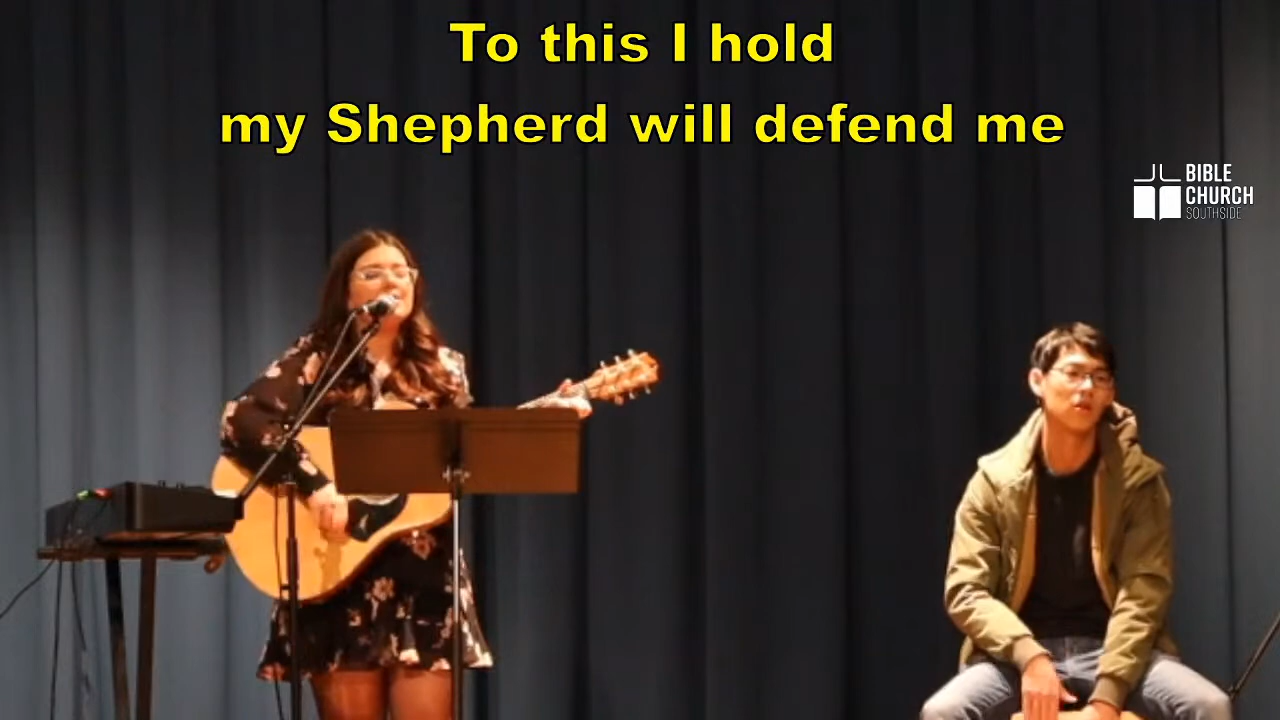 To this I hold
my Shepherd will defend me
BIBLE
CHURCH
SOUTHSIDE